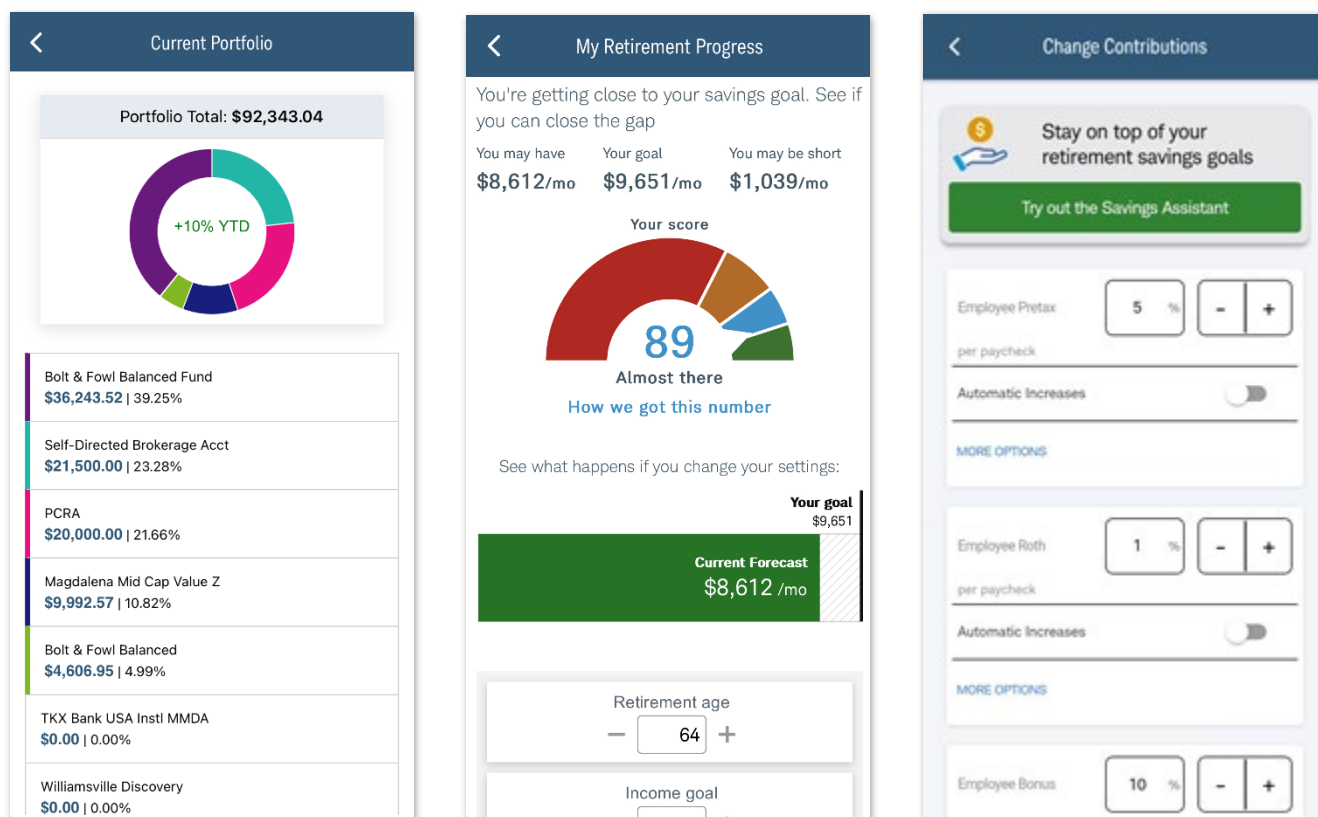 Current Portfolio
Portfolio Total: $92,343.04
+10% YTD
Bolt & Fowl Balanced Fund
$36,243.52 | 39.25%
Self-Directed Brokerage Acct
$21,500.00 | 23.28%
PCRA
$20,000.00 | 21.66%
Magdalena Mid Cap Value Z
$9,992.57 | 10.82%
Bolt & Fowl Balanced
$4,606.95 | 4.99%
TKX Bank USA Instl MMDA
$0.00 | 0.00%
Williamsville Discovery
$0.00 | 0.00%
My Retirement Progress
You're getting close to your savings goal. See if
you can close the gap
You may have Your goal You may be short
$8,612/mo $9,651/mo $1,039/mo
Your score
89
Almost there
How we got this number
See what happens if you change your settings:
Your goal
$9,651
Current Forecast
$8,612 /mo
Retirement age
− 64 +
Income goal
Change Contributions
$
Stay on top of your
retirement savings goals
Try out the Savings Assistant
Employee Pretax 5 % - +
per paycheck
Automatic Increases
MORE OPTIONS
Employee Roth 1 % - +
per paycheck
Automatic Increases
MORE OPTIONS
Employee Bonus 10 % - +